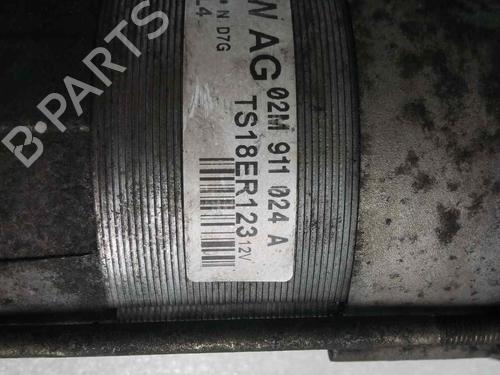 N D7G
W AG
02M 911 024 A
TS18ER123
12V
B-PARTS